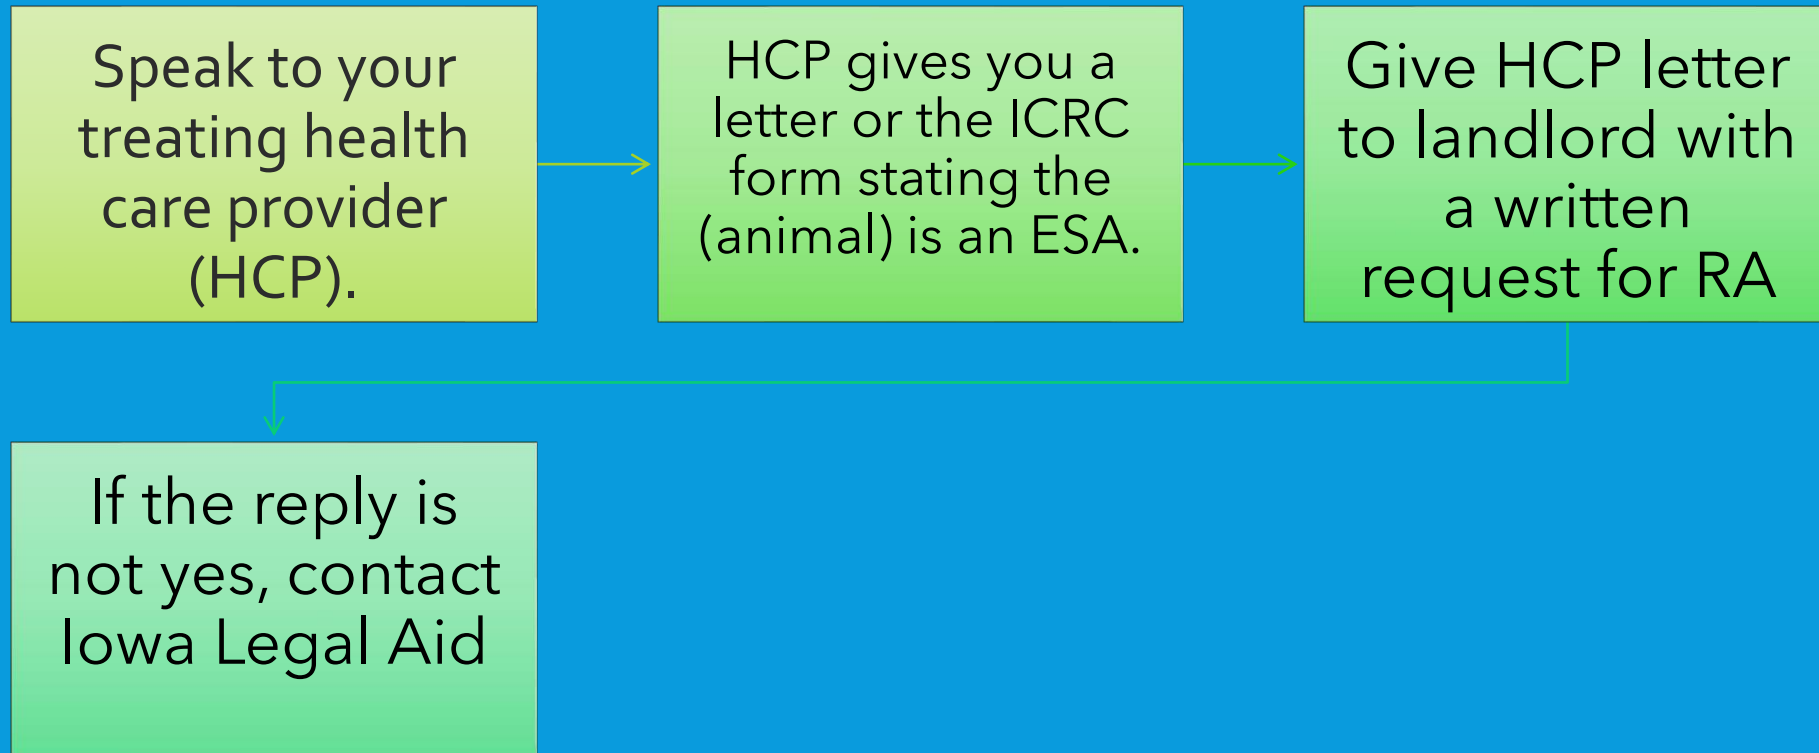 Speak to your
treating health
care provider
(HCP).
HCP gives you a
letter or the ICRC
form stating the
(animal) is an ESA.
Give HCP letter
to landlord with
a written
request for RA
If the reply is
not yes, contact
Iowa Legal Aid